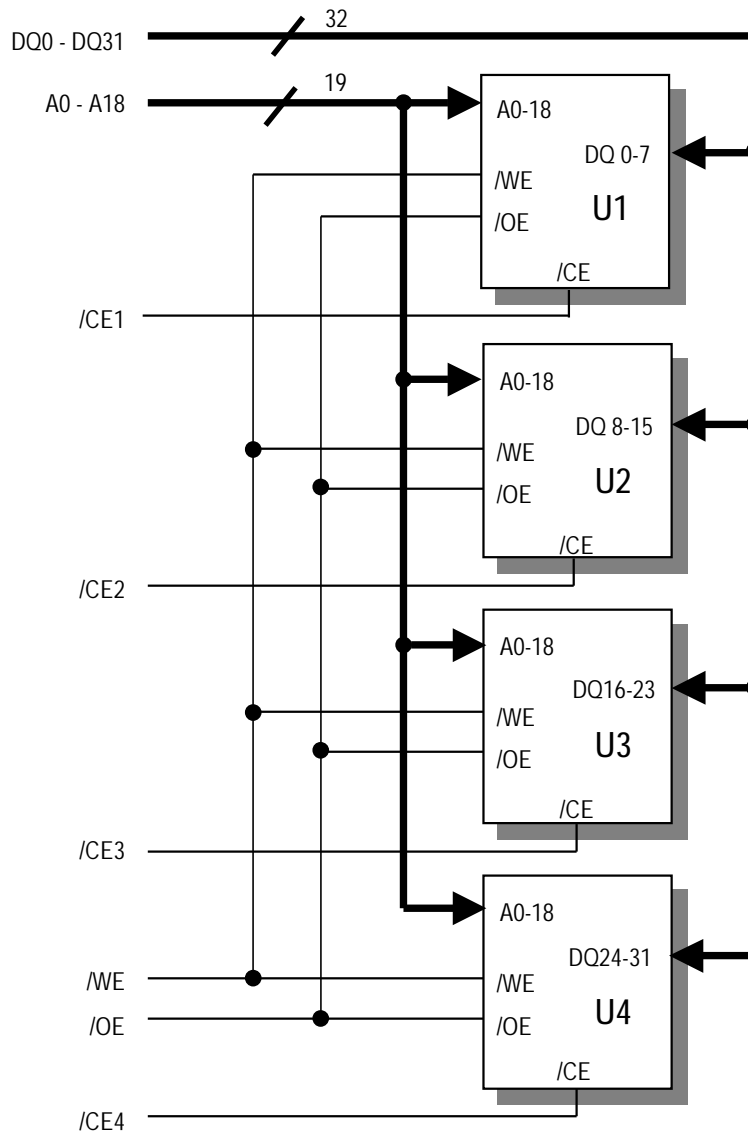 32
DQ0 - DQ31
19
A0 - A18
A0-18
DQ 0-7
/WE
U1
/OE
/CE
/CE1
A0-18
DQ 8-15
/WE
U2
/OE
/CE
/CE2
A0-18
DQ16-23
/WE
U3
/OE
/CE
/CE3
A0-18
DQ24-31
/WE
/WE
U4
/OE
/OE
/CE
/CE4